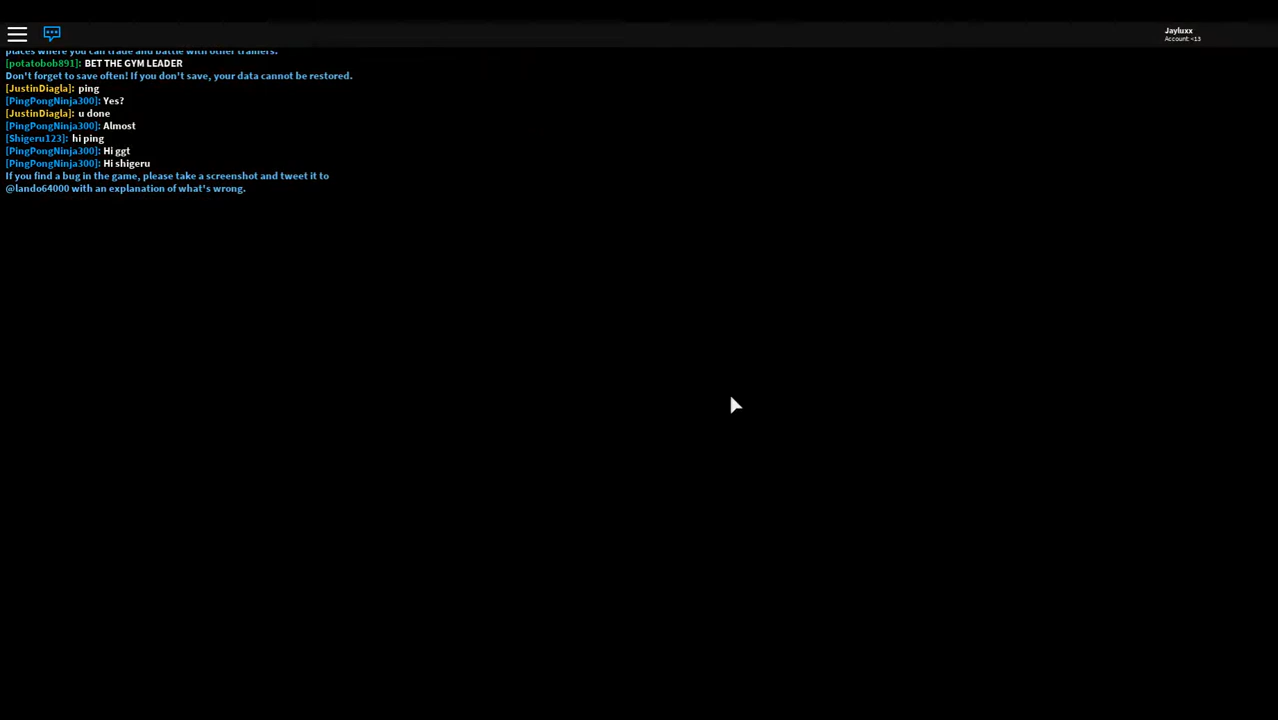 Jayluxx
Account: <13
places where you can trade and battle with other trainers.
[potatobob891]: BET THE GYM LEADER
Don't forget to save often! If you don't save, your data cannot be restored.
[JustinDiagla]: ping
[PingPongNinja300]: Yes?
[JustinDiagla]: u done
[PingPongNinja300]: Almost
[Shigeru123]: hi ping
[PingPongNinja300]: Hi ggt
[PingPongNinja300]: Hi shigeru
If you find a bug in the game, please take a screenshot and tweet it to
@lando64000 with an explanation of what's wrong.